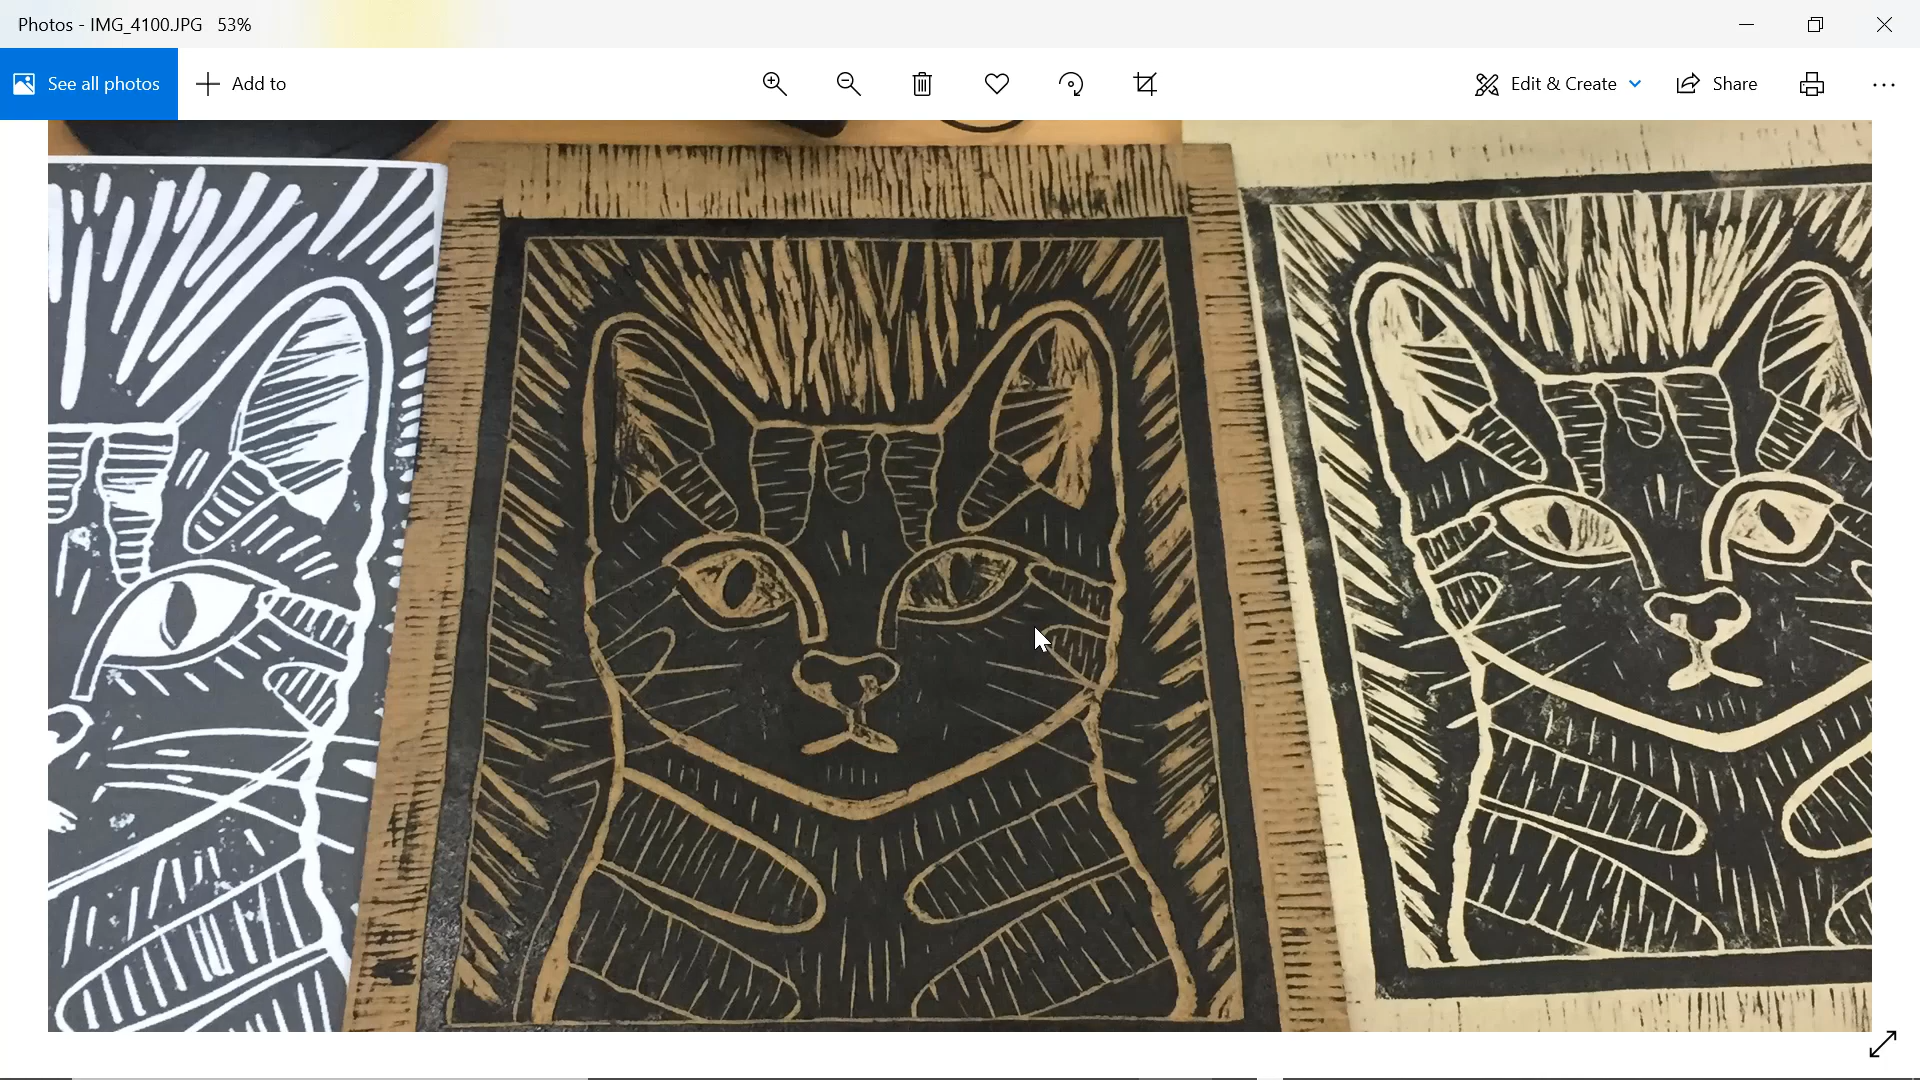 Photos - IMG_4100.JPG   53%
See all photos
Add to
Edit & Create
Share